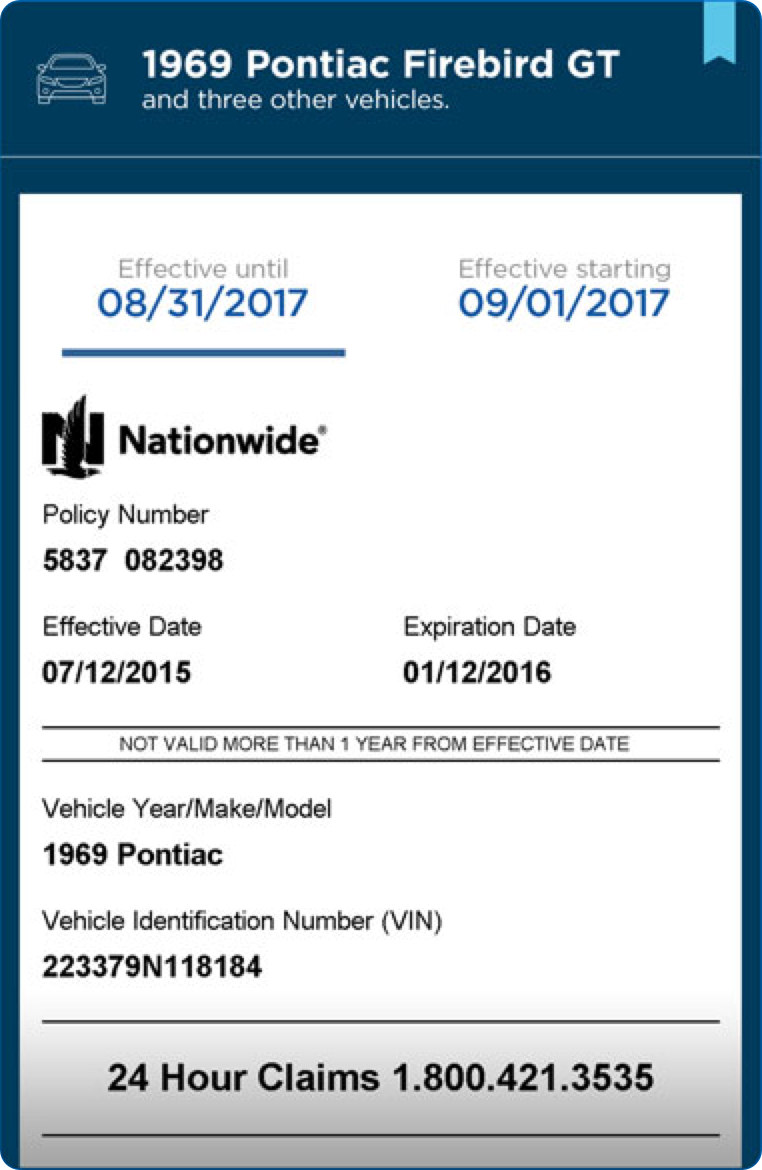 1969 Pontiac Firebird GT
and three other vehicles.
Effective until
08/31/2017
Effective starting
09/01/2017
Nationwide®
Policy Number
5837 082398
Effective Date
07/12/2015
Expiration Date
01/12/2016
NOT VALID MORE THAN 1 YEAR FROM EFFECTIVE DATE
Vehicle Year/Make/Model
1969 Pontiac
Vehicle Identification Number (VIN)
223379N118184
24 Hour Claims 1.800.421.3535